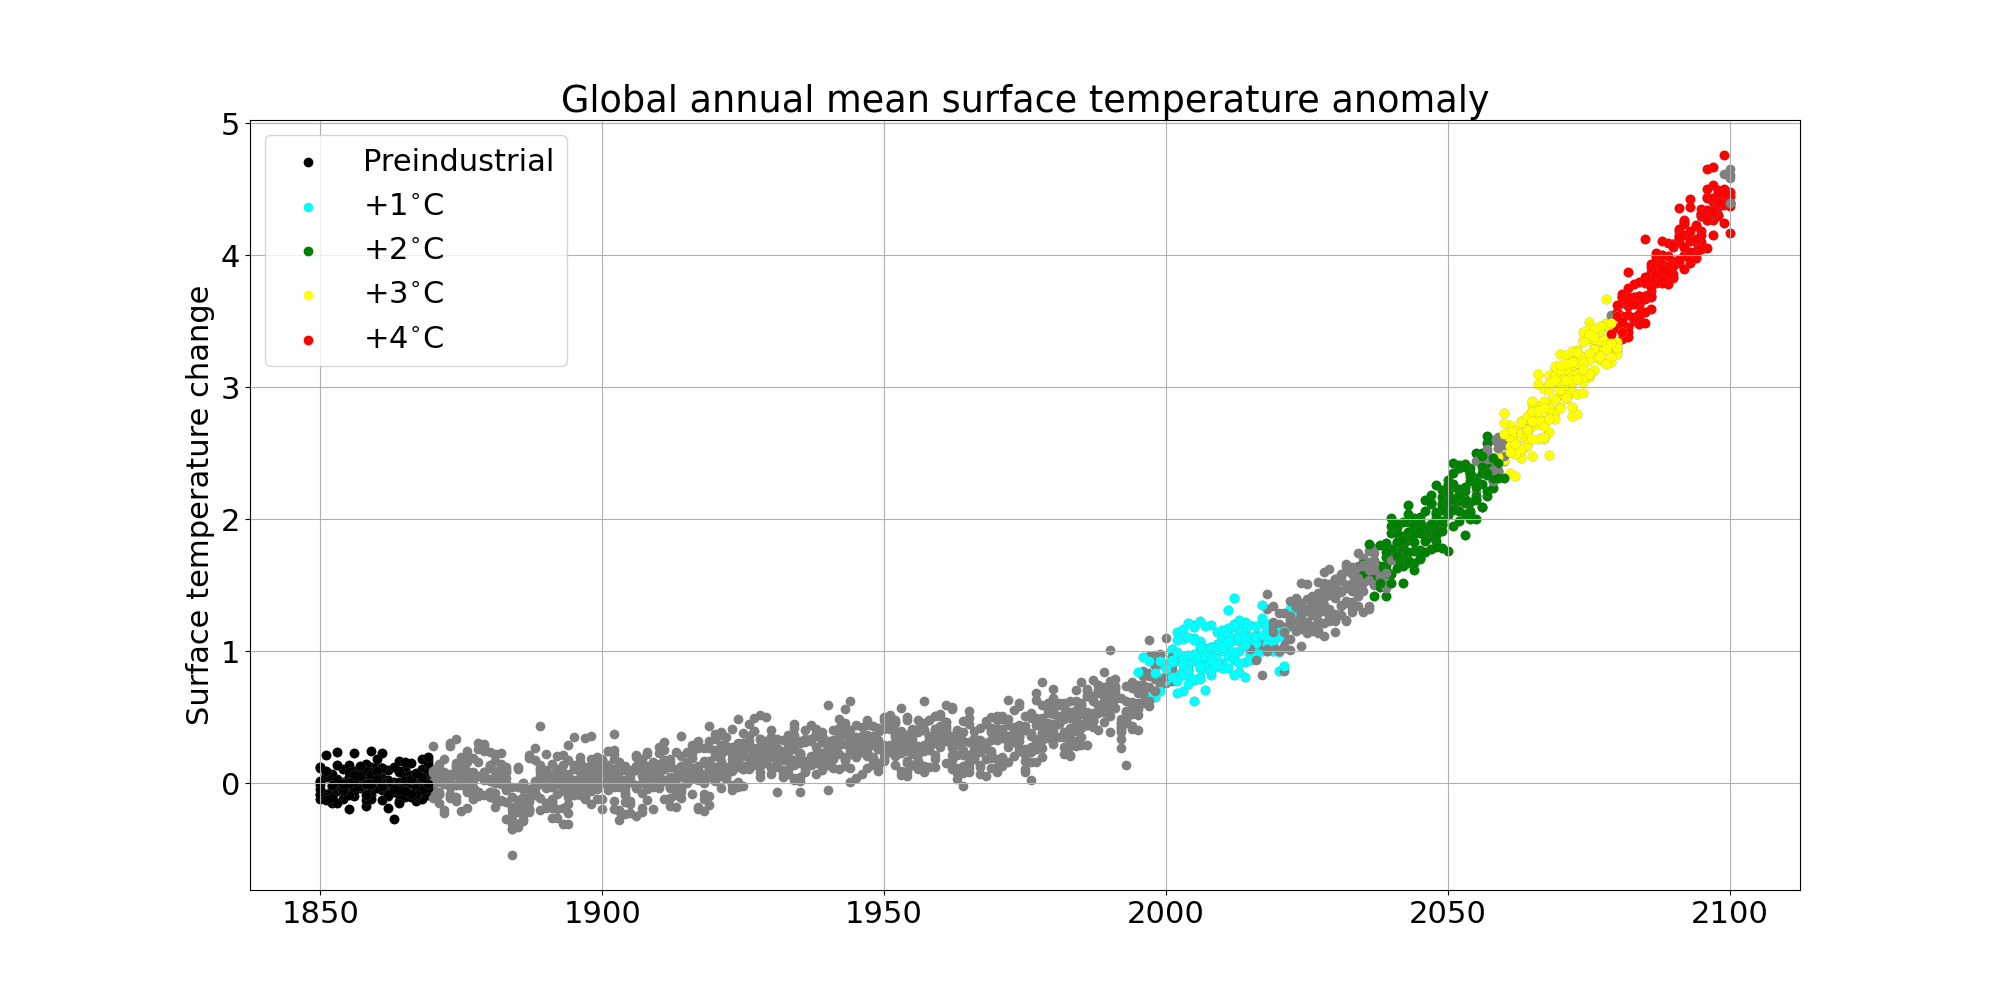 Global annual mean surface temperature anomaly
5
4
3
2
1
0
Surface temperature change
Preindustrial
+1°C
+2°C
+3°C
+4°C
1850 1900 1950 2000 2050 2100